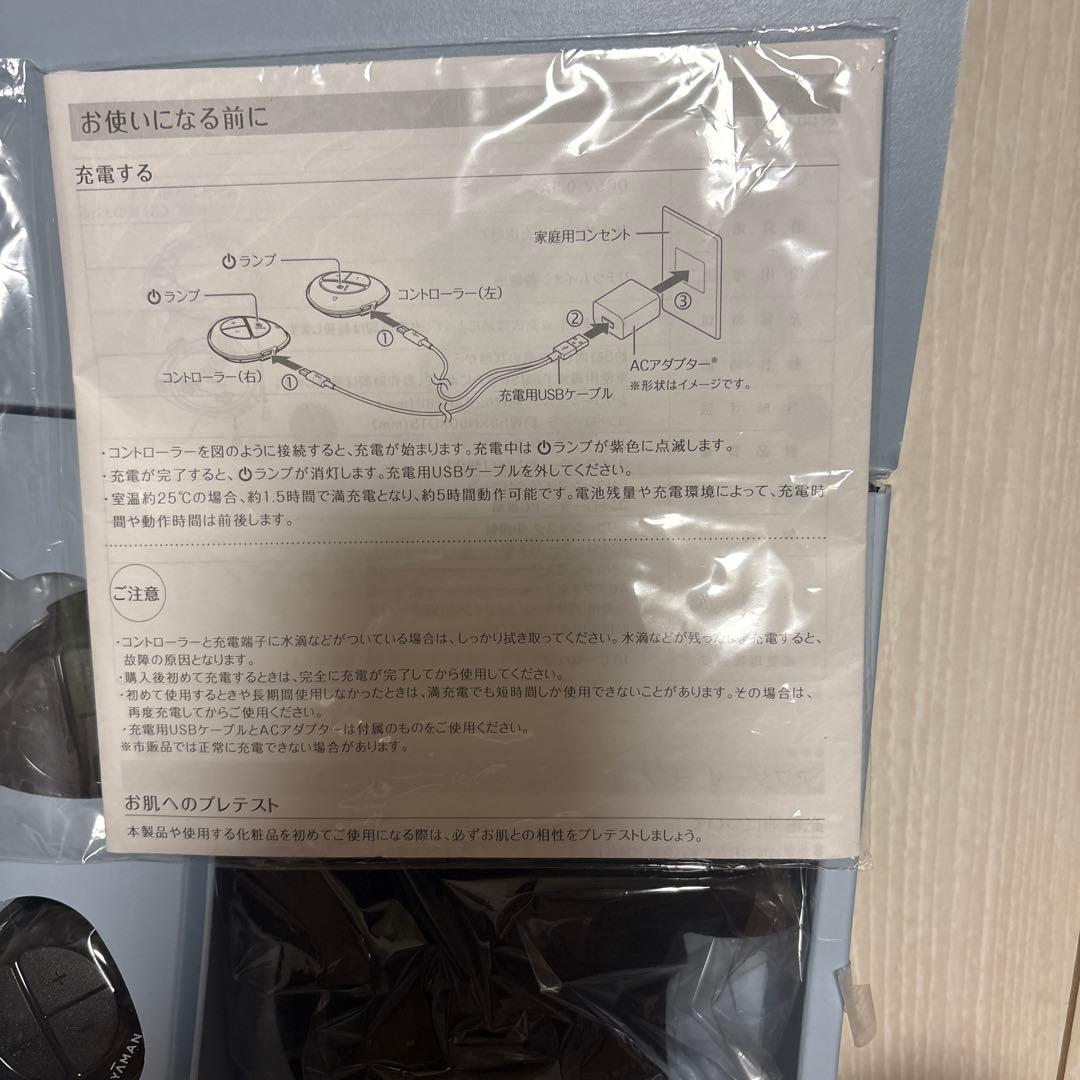 お使いになる前に
充電する
家庭用コンセント
⏻ランプ
⏻ランプ
コントローラー(左)
③
②
①
ACアダプター※
コントローラー(右)
①
※形状はイメージです。
充電用USBケーブル
・コントローラーを図のように接続すると、充電が始まります。充電中は⏻ランプが紫色に点滅します。
・充電が完了すると、⏻ランプが消灯します。充電用USBケーブルを外してください。
・室温約25℃の場合、約1.5時間で満充電となり、約5時間動作可能です。電池残量や充電環境によって、充電時
間や動作時間は前後します。
ご注意
・コントローラーと充電端子に水滴などがついている場合は、しっかり拭き取ってください。水滴などが残ったまま充電すると、
故障の原因となります。
・購入後初めて充電するときは、完全に充電が完了してから使用してください。
・初めて使用するときや長期間使用しなかったときは、満充電でも短時間しか使用できないことがあります。その場合は、
再度充電してからご使用ください。
・充電用USBケーブルとACアダプターは付属のものをご使用ください。
※市販品では正常に充電できない場合があります。
お肌へのプレテスト
本製品や使用する化粧品を初めてご使用になる際は、必ずお肌との相性をプレテストしましょう。
YAMAN